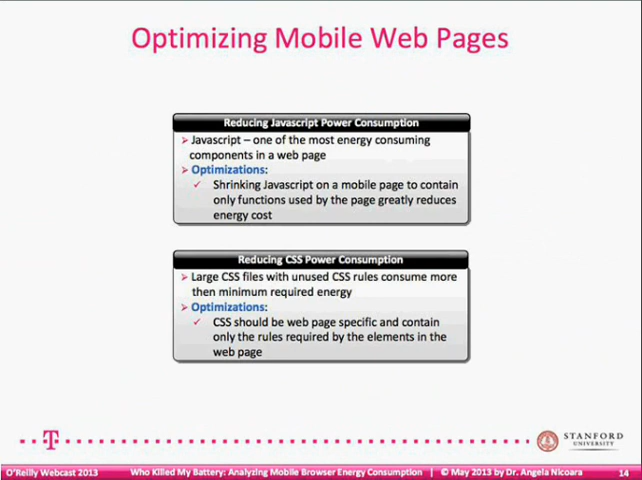 Optimizing Mobile Web Pages
Reducing Javascript Power Consumption
➢ Javascript – one of the most energy consuming
components in a web page
➢ Optimizations:
✓ Shrinking Javascript on a mobile page to contain
only functions used by the page greatly reduces
energy cost
Reducing CSS Power Consumption
➢ Large CSS files with unused CSS rules consume more
then minimum required energy
➢ Optimizations:
✓ CSS should be web page specific and contain
only the rules required by the elements in the
web page
T
STANFORD
UNIVERSITY
O'Reilly Webcast 2013 Who Killed My Battery: Analyzing Mobile Browser Energy Consumption | © May 2013 by Dr. Angela Nicoara 14